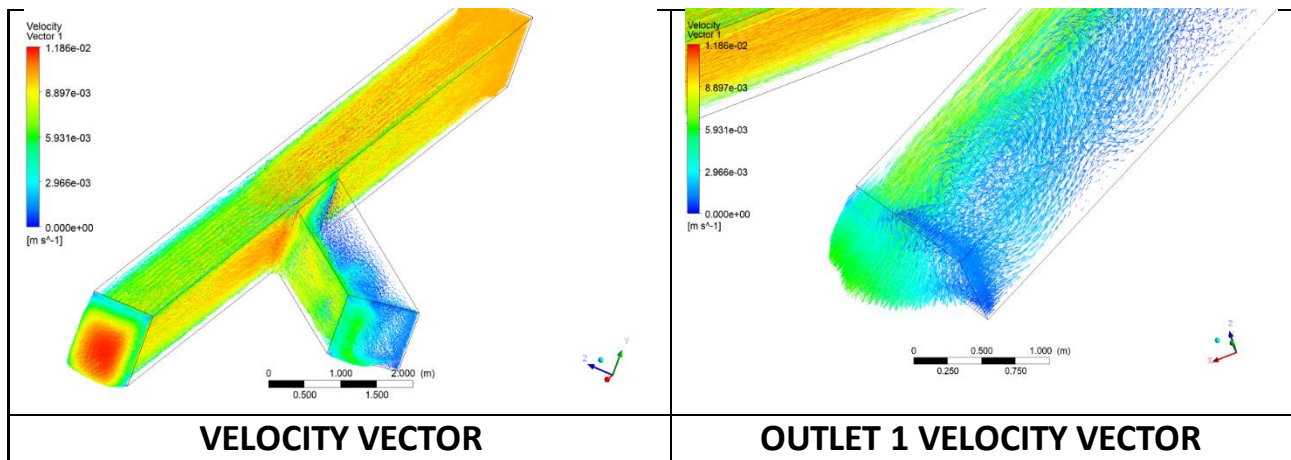 Velocity
Vector 1
1.186e-02
8.897e-03
5.931e-03
2.966e-03
0.000e+00
[m s^-1]
0 1.000 2.000 (m)
0.500 1.500
Y
Z
VELOCITY VECTOR
Velocity
Vector 1
1.186e-02
8.897e-03
5.931e-03
2.966e-03
0.000e+00
[m s^-1]
0 0.500 1.000 (m)
0.250 0.750
Z
X
OUTLET 1 VELOCITY VECTOR